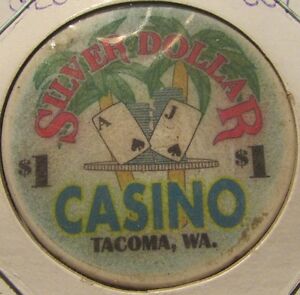 SILVER DOLLAR
A J
$1 $1
CASINO
TACOMA, WA.